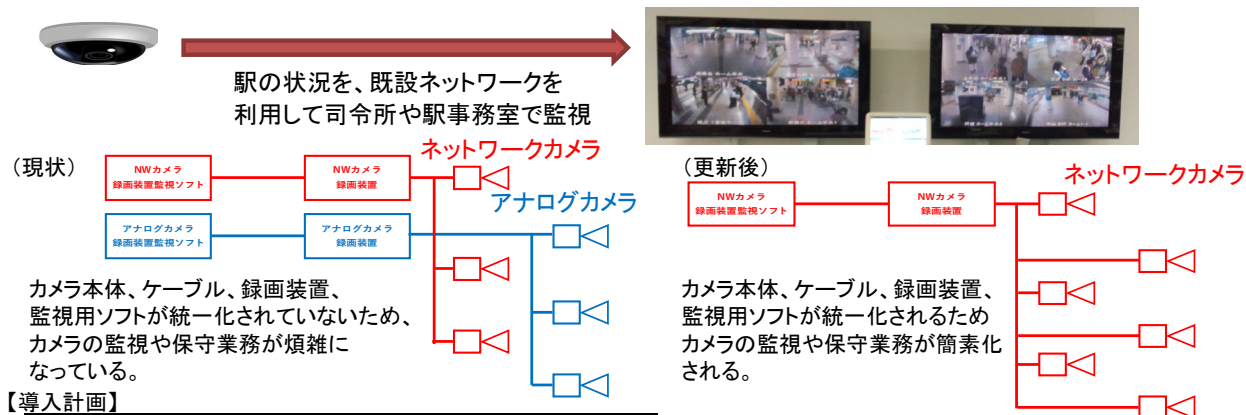 駅の状況を、既設ネットワークを
利用して司令所や駅事務室で監視
(現状)
ネットワークカメラ
NWカメラ
録画装置監視ソフト
NWカメラ
録画装置
アナログカメラ
アナログカメラ
録画装置監視ソフト
アナログカメラ
録画装置
カメラ本体、ケーブル、録画装置、
監視用ソフトが統一化されていないため、
カメラの監視や保守業務が煩雑に
なっている。
(更新後)
ネットワークカメラ
NWカメラ
録画装置監視ソフト
NWカメラ
録画装置
カメラ本体、ケーブル、録画装置、
監視用ソフトが統一化されるため
カメラの監視や保守業務が簡素化
される。
【導入計画】